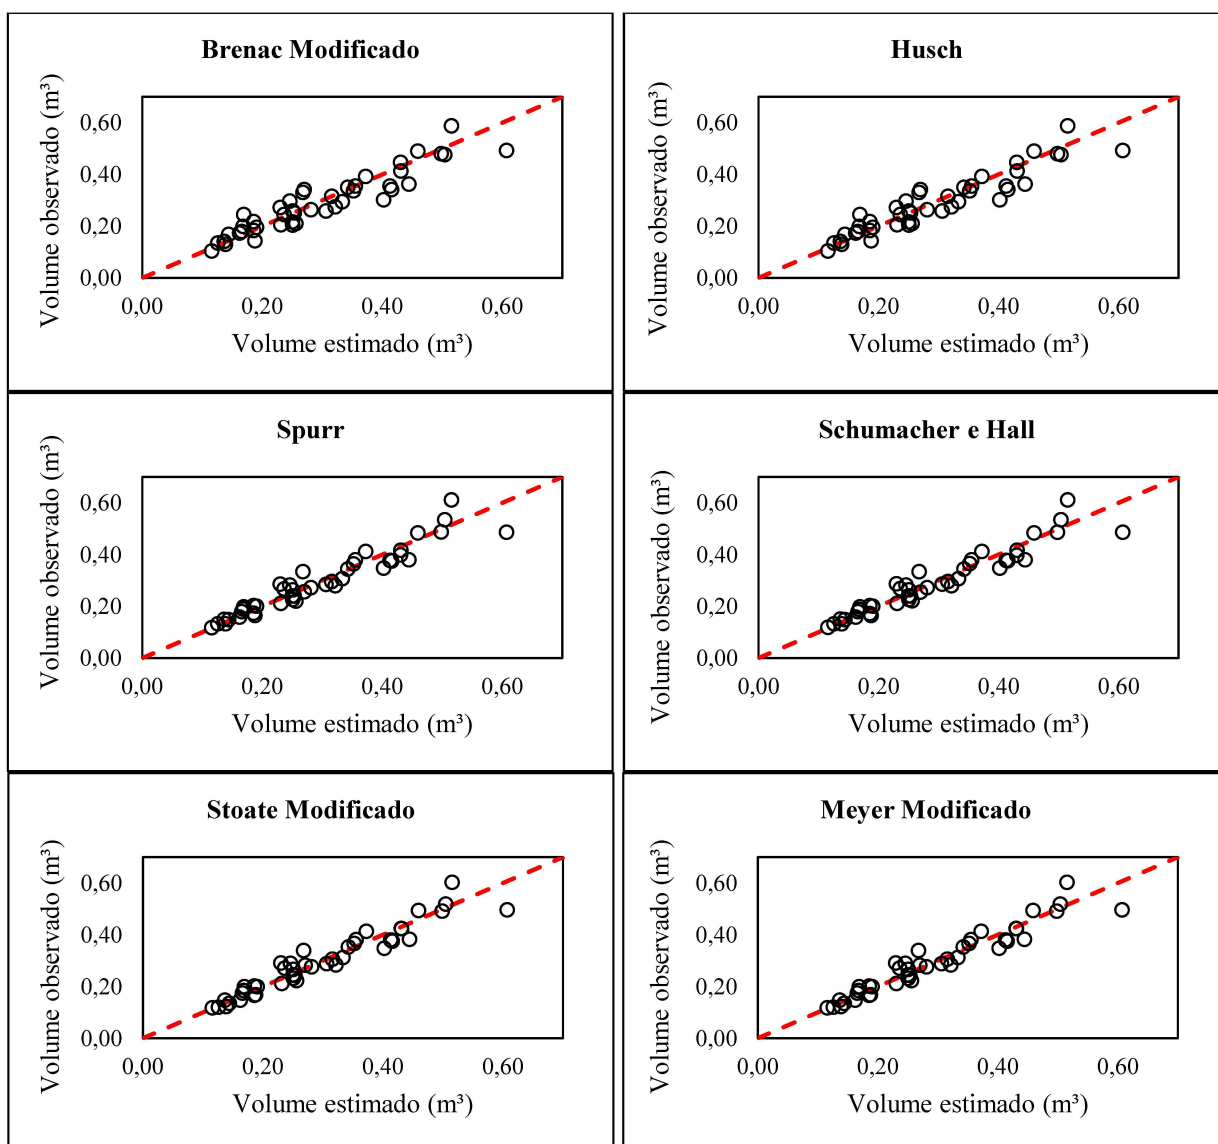 Brenac Modificado
Volume observado (m³)
0,60
0,40
0,20
0,00
0,00 0,20 0,40 0,60
Volume estimado (m³)
Husch
Volume observado (m³)
0,60
0,40
0,20
0,00
0,00 0,20 0,40 0,60
Volume estimado (m³)
Spurr
Volume observado (m³)
0,60
0,40
0,20
0,00
0,00 0,20 0,40 0,60
Volume estimado (m³)
Schumacher e Hall
Volume observado (m³)
0,60
0,40
0,20
0,00
0,00 0,20 0,40 0,60
Volume estimado (m³)
Stoate Modificado
Volume observado (m³)
0,60
0,40
0,20
0,00
0,00 0,20 0,40 0,60
Volume estimado (m³)
Meyer Modificado
Volume observado (m³)
0,60
0,40
0,20
0,00
0,00 0,20 0,40 0,60
Volume estimado (m³)